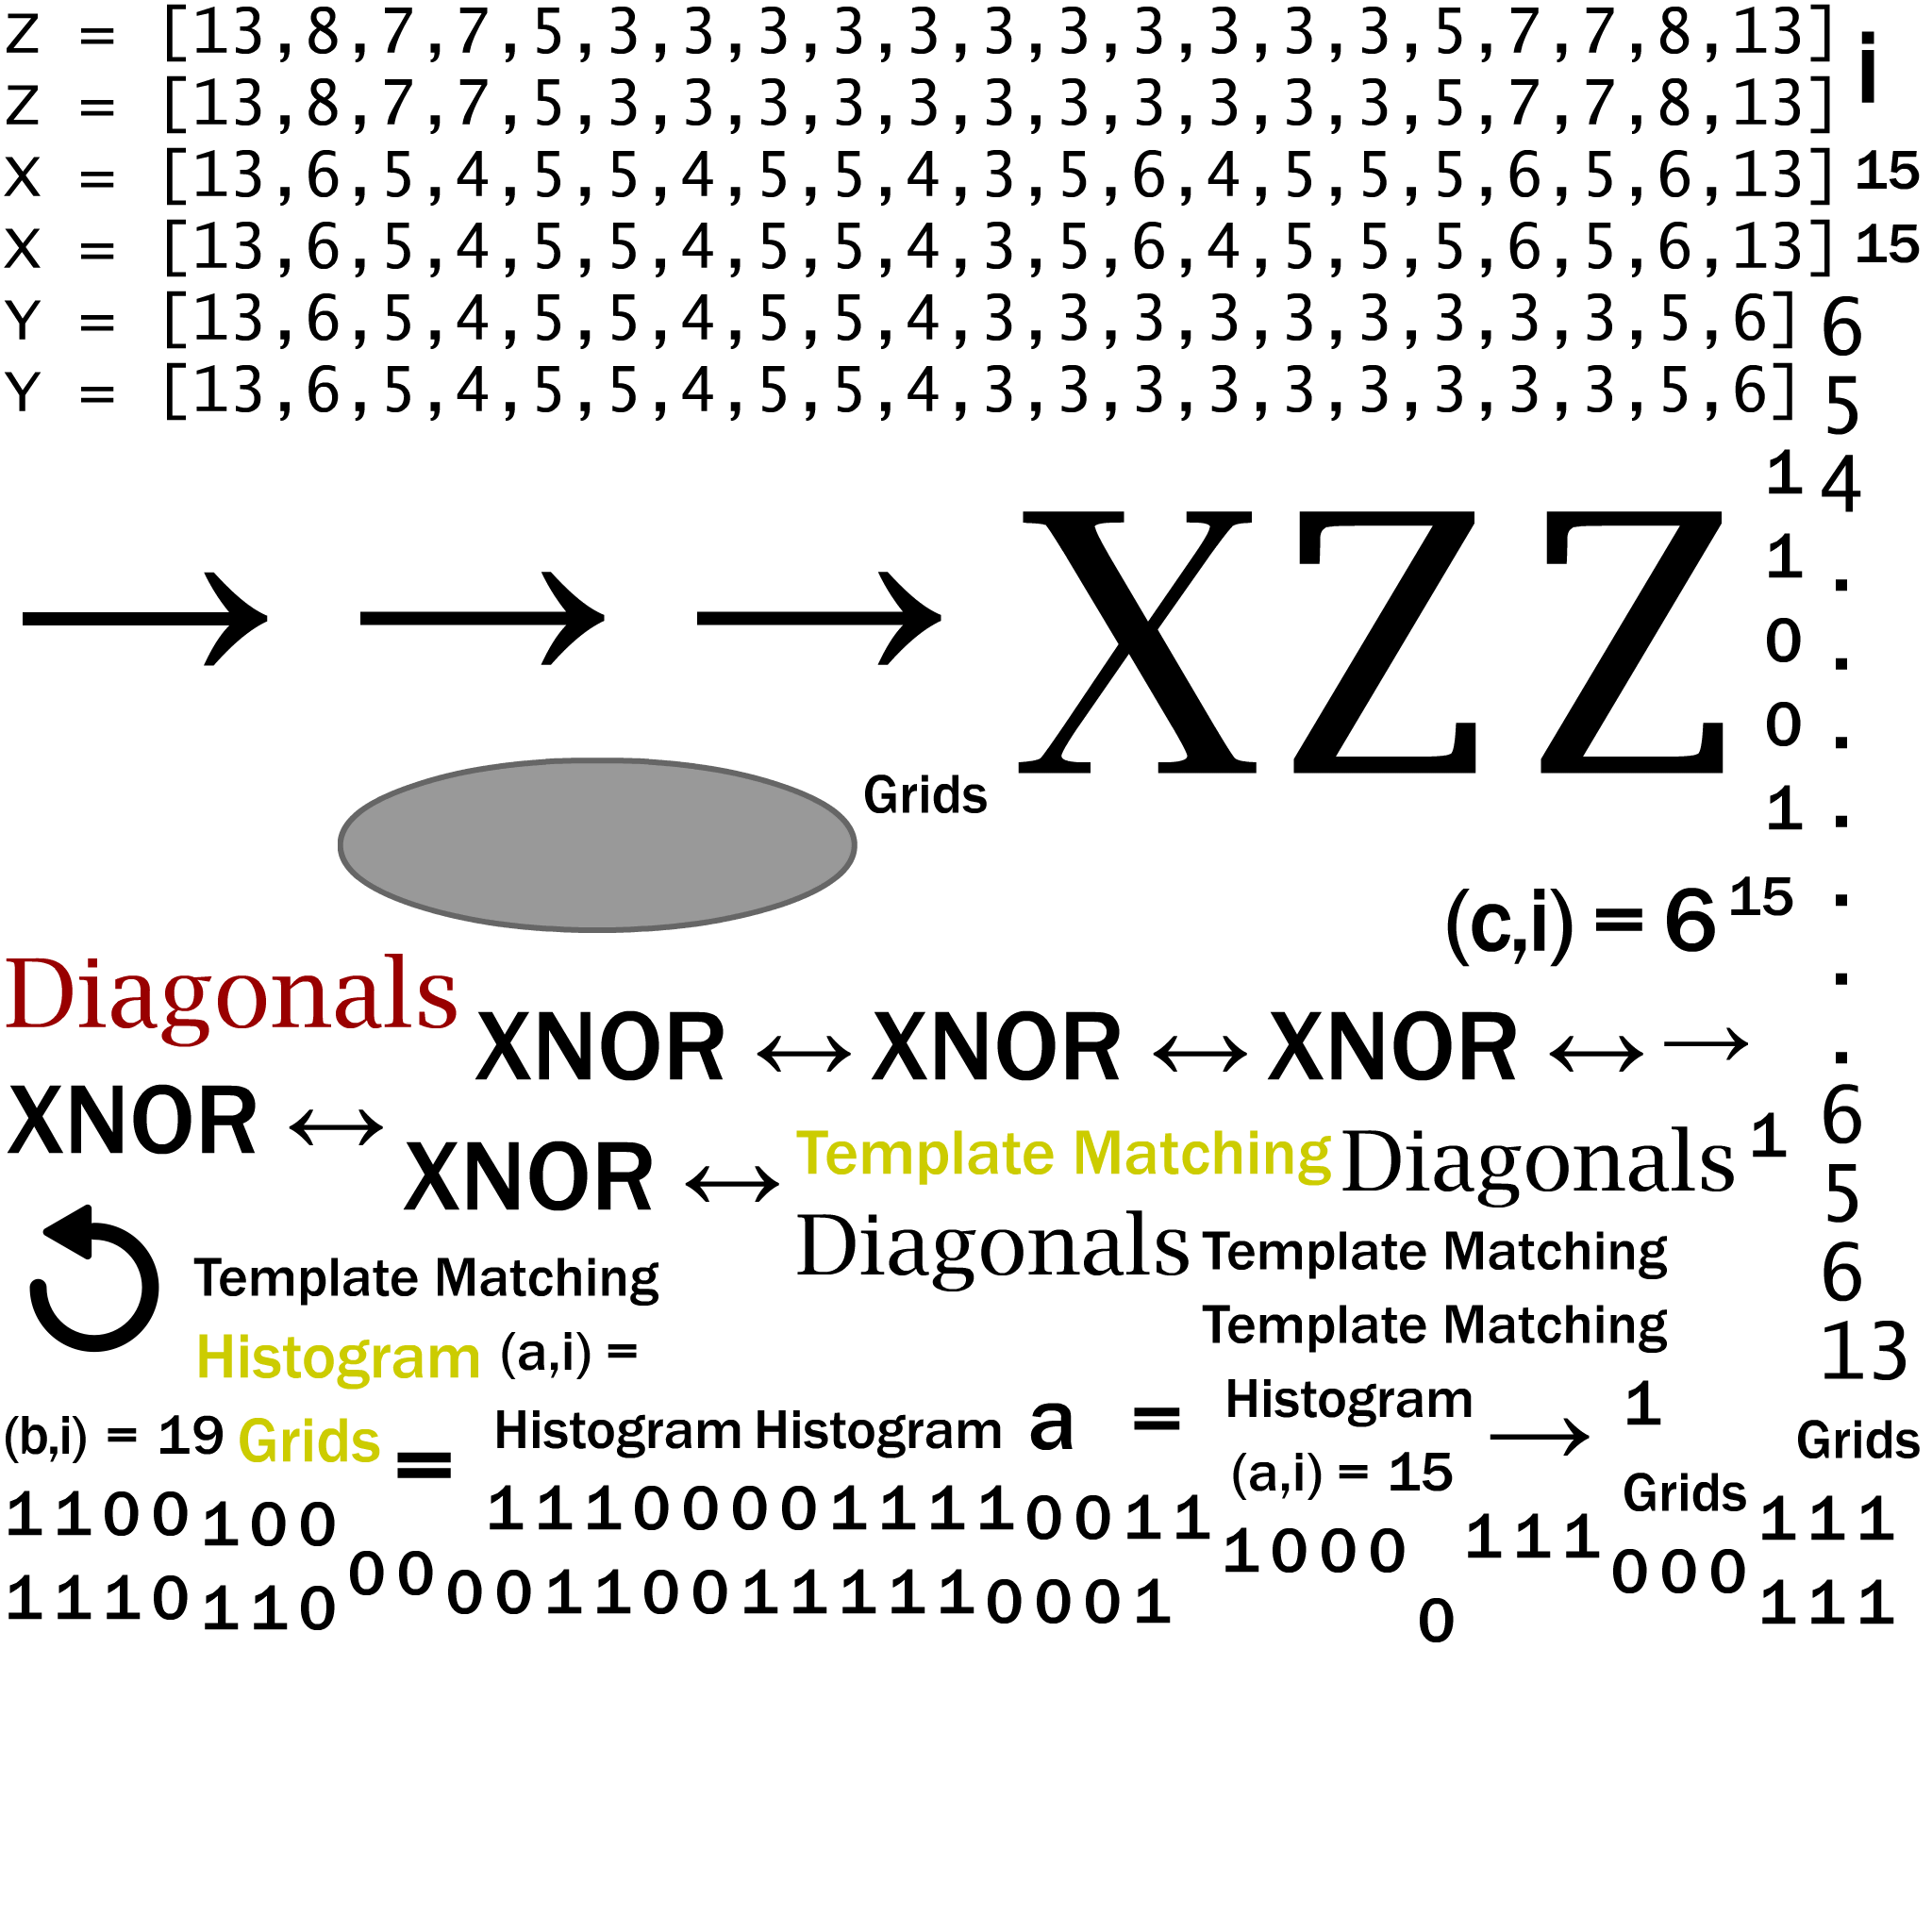 Z = [13,8,7,7,5,3,3,3,3,3,3,3,3,3,3,3,5,7,7,8,13]
i
Z = [13,8,7,7,5,3,3,3,3,3,3,3,3,3,3,3,5,7,7,8,13]
X = [13,6,5,4,5,5,4,5,5,4,3,5,6,4,5,5,5,6,5,6,13] 15
X = [13,6,5,4,5,5,4,5,5,4,3,5,6,4,5,5,5,6,5,6,13] 15
Y = [13,6,5,4,5,5,4,5,5,4,3,3,3,3,3,3,3,3,3,5,6] 6
Y = [13,6,5,4,5,5,4,5,5,4,3,3,3,3,3,3,3,3,3,5,6] 5
1 4
→ → → XZZ
1 .
0 .
0 .
1 .
Grids
(c,i) = 6 15
.
.
.
Diagonals
XNOR ↔ XNOR ↔ XNOR ↔ →
XNOR ↔
XNOR ↔
Template Matching Diagonals 1
6
5
6
13
Diagonals Template Matching
Template Matching
Template Matching
Histogram (a,i) =
(b,i) = 19 Grids =
Histogram Histogram a =
Histogram
(a,i) = 15
→ 1
Grids
Grids
1100 100
1110000 1111 0011
1000
111
000
111
1110 110
00
00110011111 0001
0
111